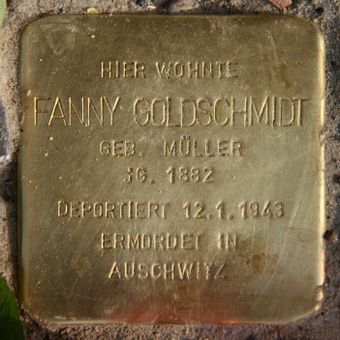 HIER WOHNTE
FANNY GOLDSCHMIDT
GEB. MÜLLER
JG. 1882
DEPORTIERT 12.1.1943
ERMORDET IN
AUSCHWITZ